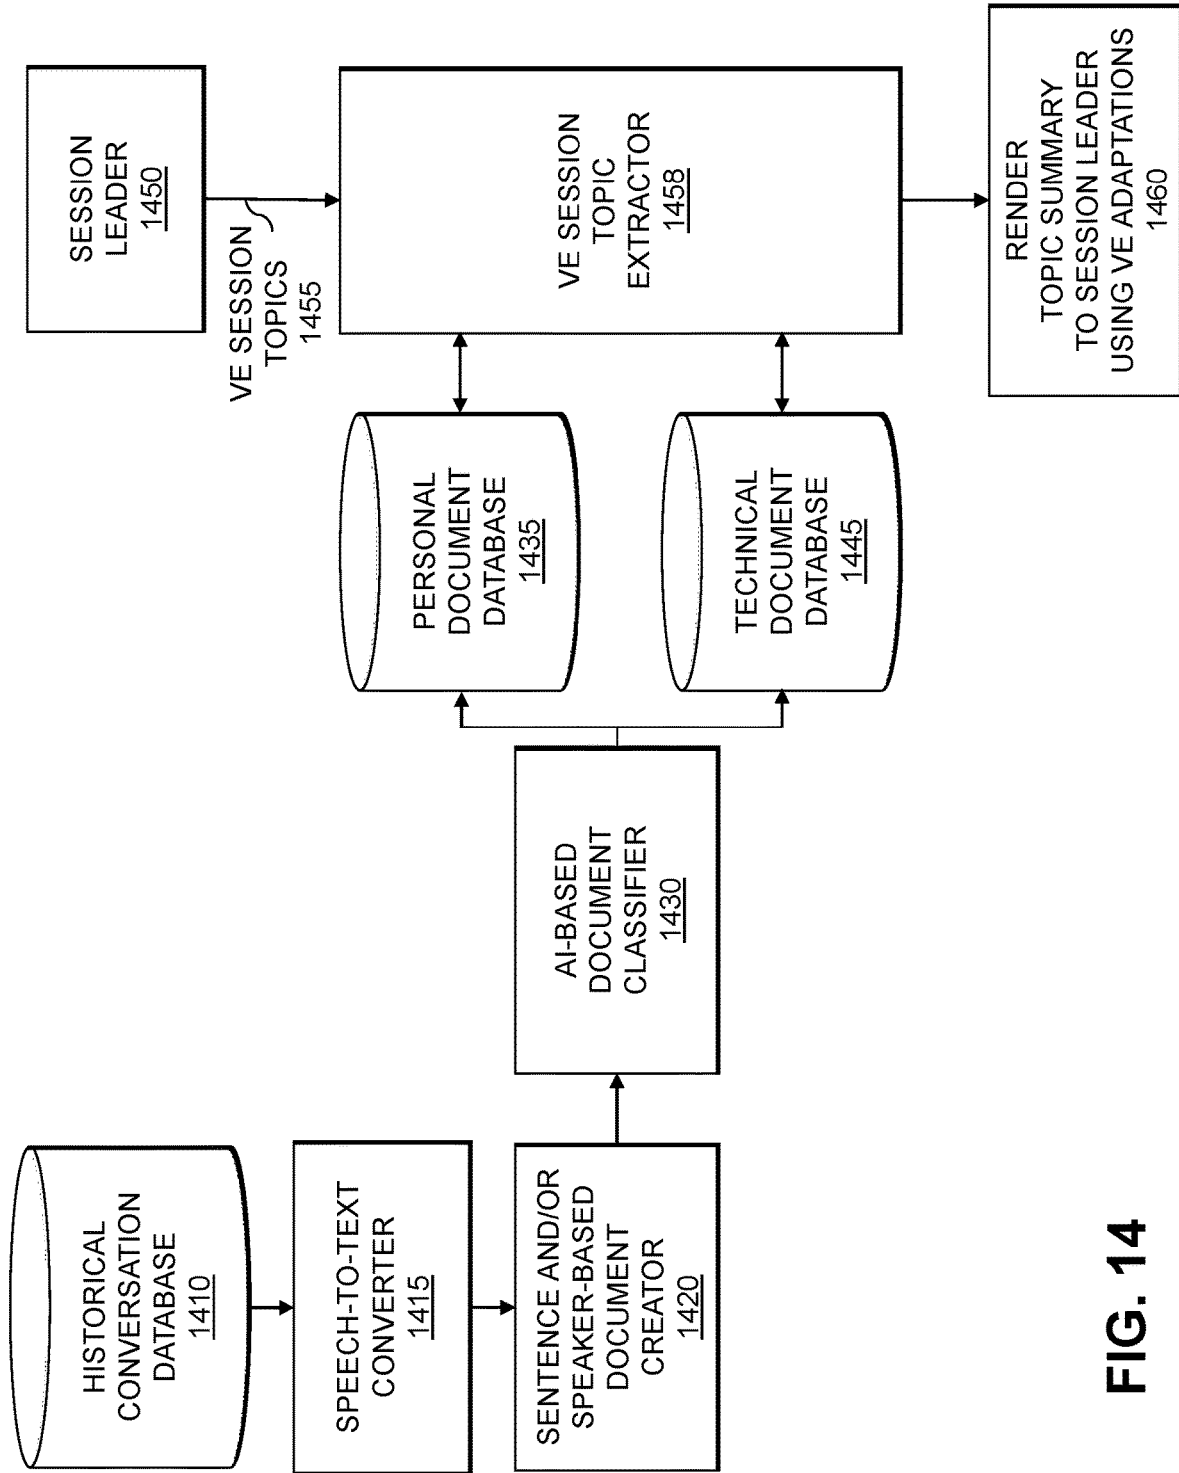 HISTORICAL
CONVERSATION
DATABASE
1410
SPEECH-TO-TEXT
CONVERTER
1415
SENTENCE AND/OR
SPEAKER-BASED
DOCUMENT
CREATOR
1420
AI-BASED
DOCUMENT
CLASSIFIER
1430
PERSONAL
DOCUMENT
DATABASE
1435
TECHNICAL
DOCUMENT
DATABASE
1445
SESSION
LEADER
1450
VE SESSION
TOPICS
1455
VE SESSION
TOPIC
EXTRACTOR
1458
RENDER
TOPIC SUMMARY
TO SESSION LEADER
USING VE ADAPTATIONS
1460
FIG. 14